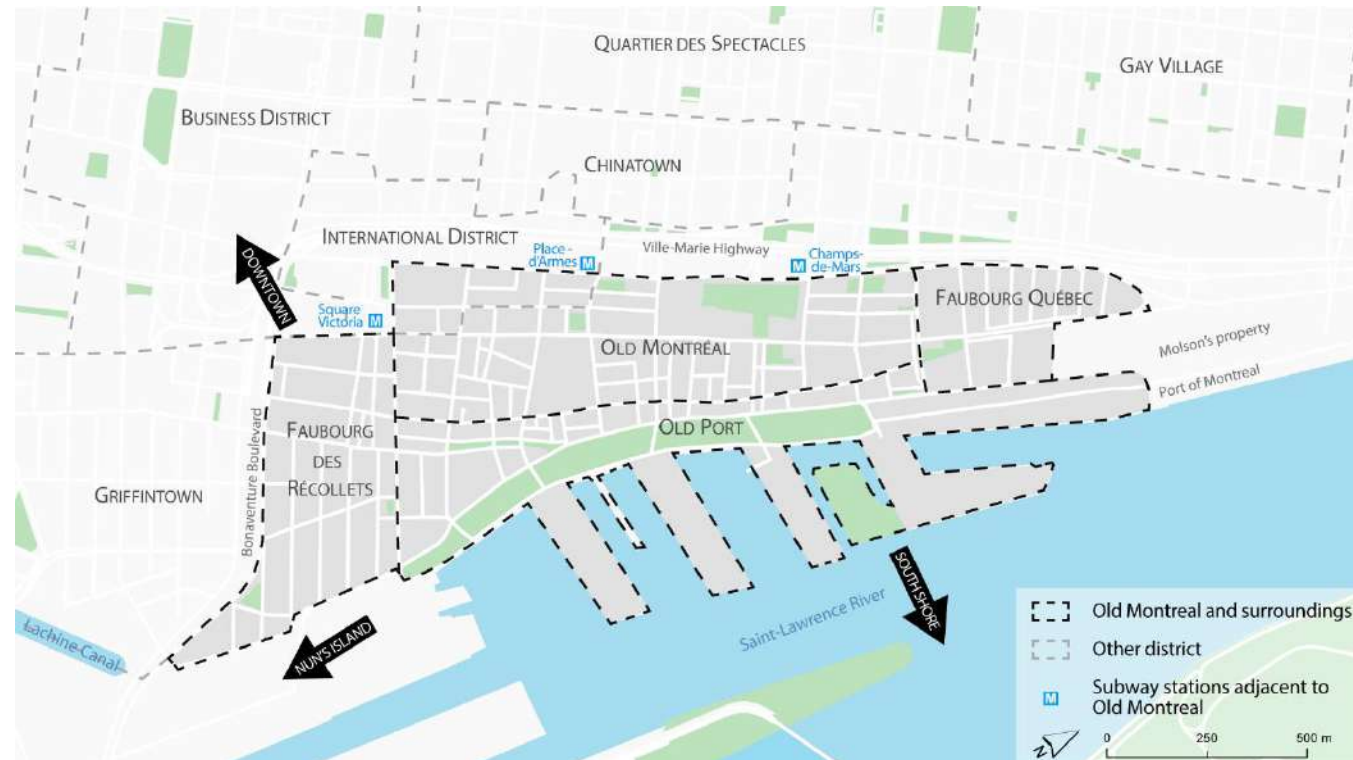 QUARTIER DES SPECTACLES
GAY VILLAGE
BUSINESS DISTRICT
CHINATOWN
INTERNATIONAL DISTRICT
Place-
d'Armes M
Ville-Marie Highway
Champs-
de-Mars
M
DOWNTOWN
Square
Victoria M
FAUBOURG QUÉBEC
OLD MONTRÉAL
Molson's property
Port of Montreal
Bonaventure Boulevard
FAUBOURG
DES
RÉCOLLETS
OLD PORT
GRIFFINTOWN
SOUTH SHORE
Saint-Lawrence River
NUN'S ISLAND
Lachine Canal
Old Montreal and surroundings
Other district
M Subway stations adjacent to
Old Montreal
N
0 250 500 m